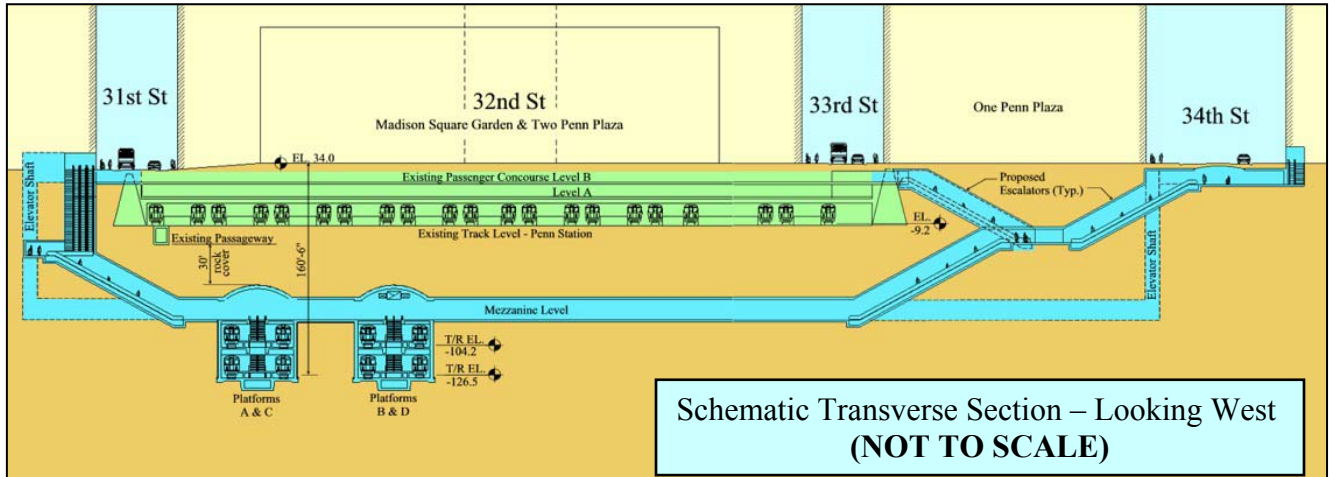 31st St
32nd St
Madison Square Garden & Two Penn Plaza
33rd St
One Penn Plaza
34th St
EL. 34.0
Elevator Shaft
Existing Passenger Concourse Level B
Level A
Proposed
Escalators (Typ.)
EL.
-9.2
Existing Track Level - Penn Station
Existing Passageway
30'
rock
cover
160'-6"
Elevator Shaft
Mezzanine Level
T/R EL.
-104.2
T/R EL.
-126.5
Platforms
A & C
Platforms
B & D
Schematic Transverse Section – Looking West
(NOT TO SCALE)